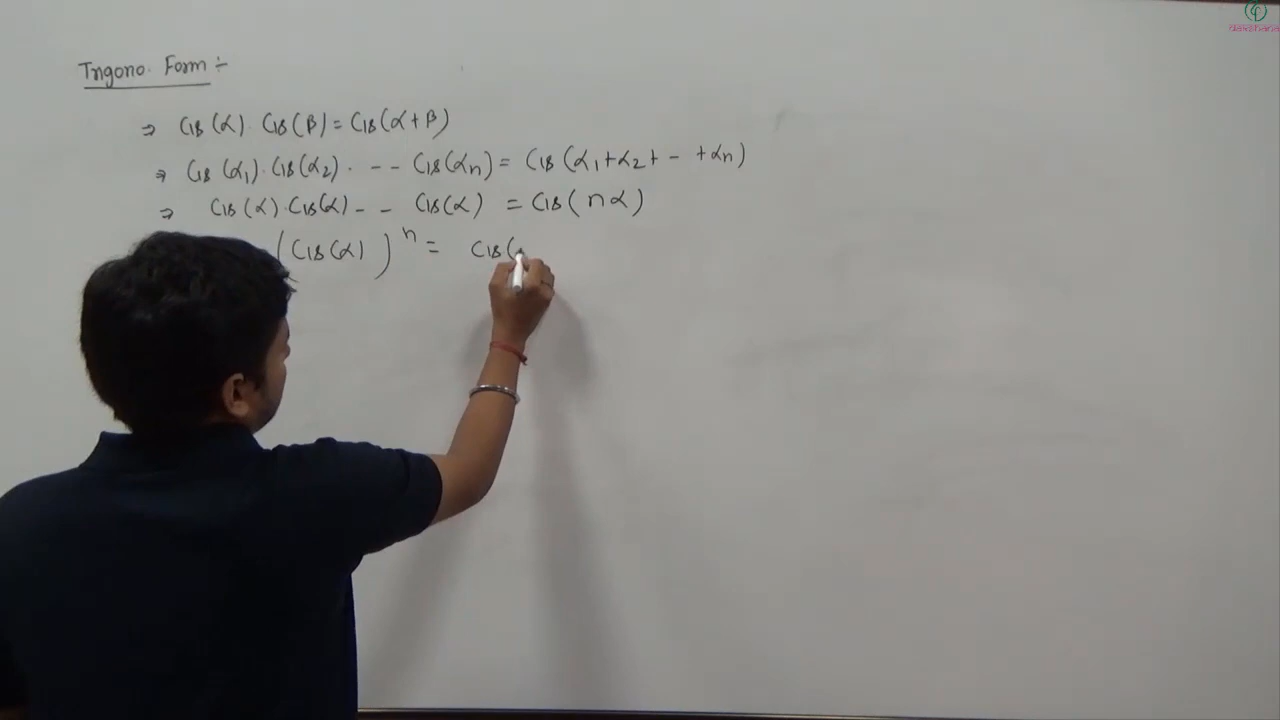 Trigono. Form :-
⇒ Cis (α) . Cis (β) = Cis (α + β)
⇒ Cis (α₁) . Cis (α₂) . - - Cis (αn) = Cis (α₁ + α₂ + - + αn)
⇒ Cis (α) . Cis (α) - - Cis (α) = Cis (n α)
(Cis (α))ⁿ = Cis (